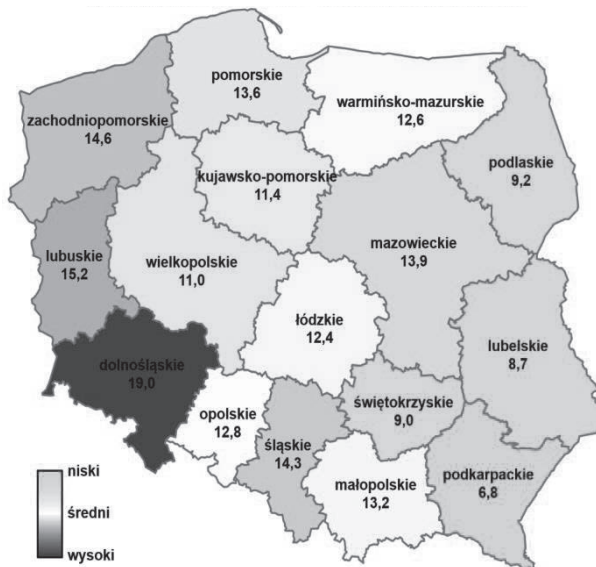 pomorskie
13,6
warmińsko-mazurskie
12,6
zachodniopomorskie
14,6
podlaskie
9,2
kujawsko-pomorskie
11,4
mazowieckie
13,9
lubuskie
15,2
wielkopolskie
11,0
łódzkie
12,4
lubelskie
8,7
dolnośląskie
19,0
opolskie
12,8
śląskie
14,3
świętokrzyskie
9,0
małopolskie
13,2
podkarpackie
6,8
niski
średni
wysoki